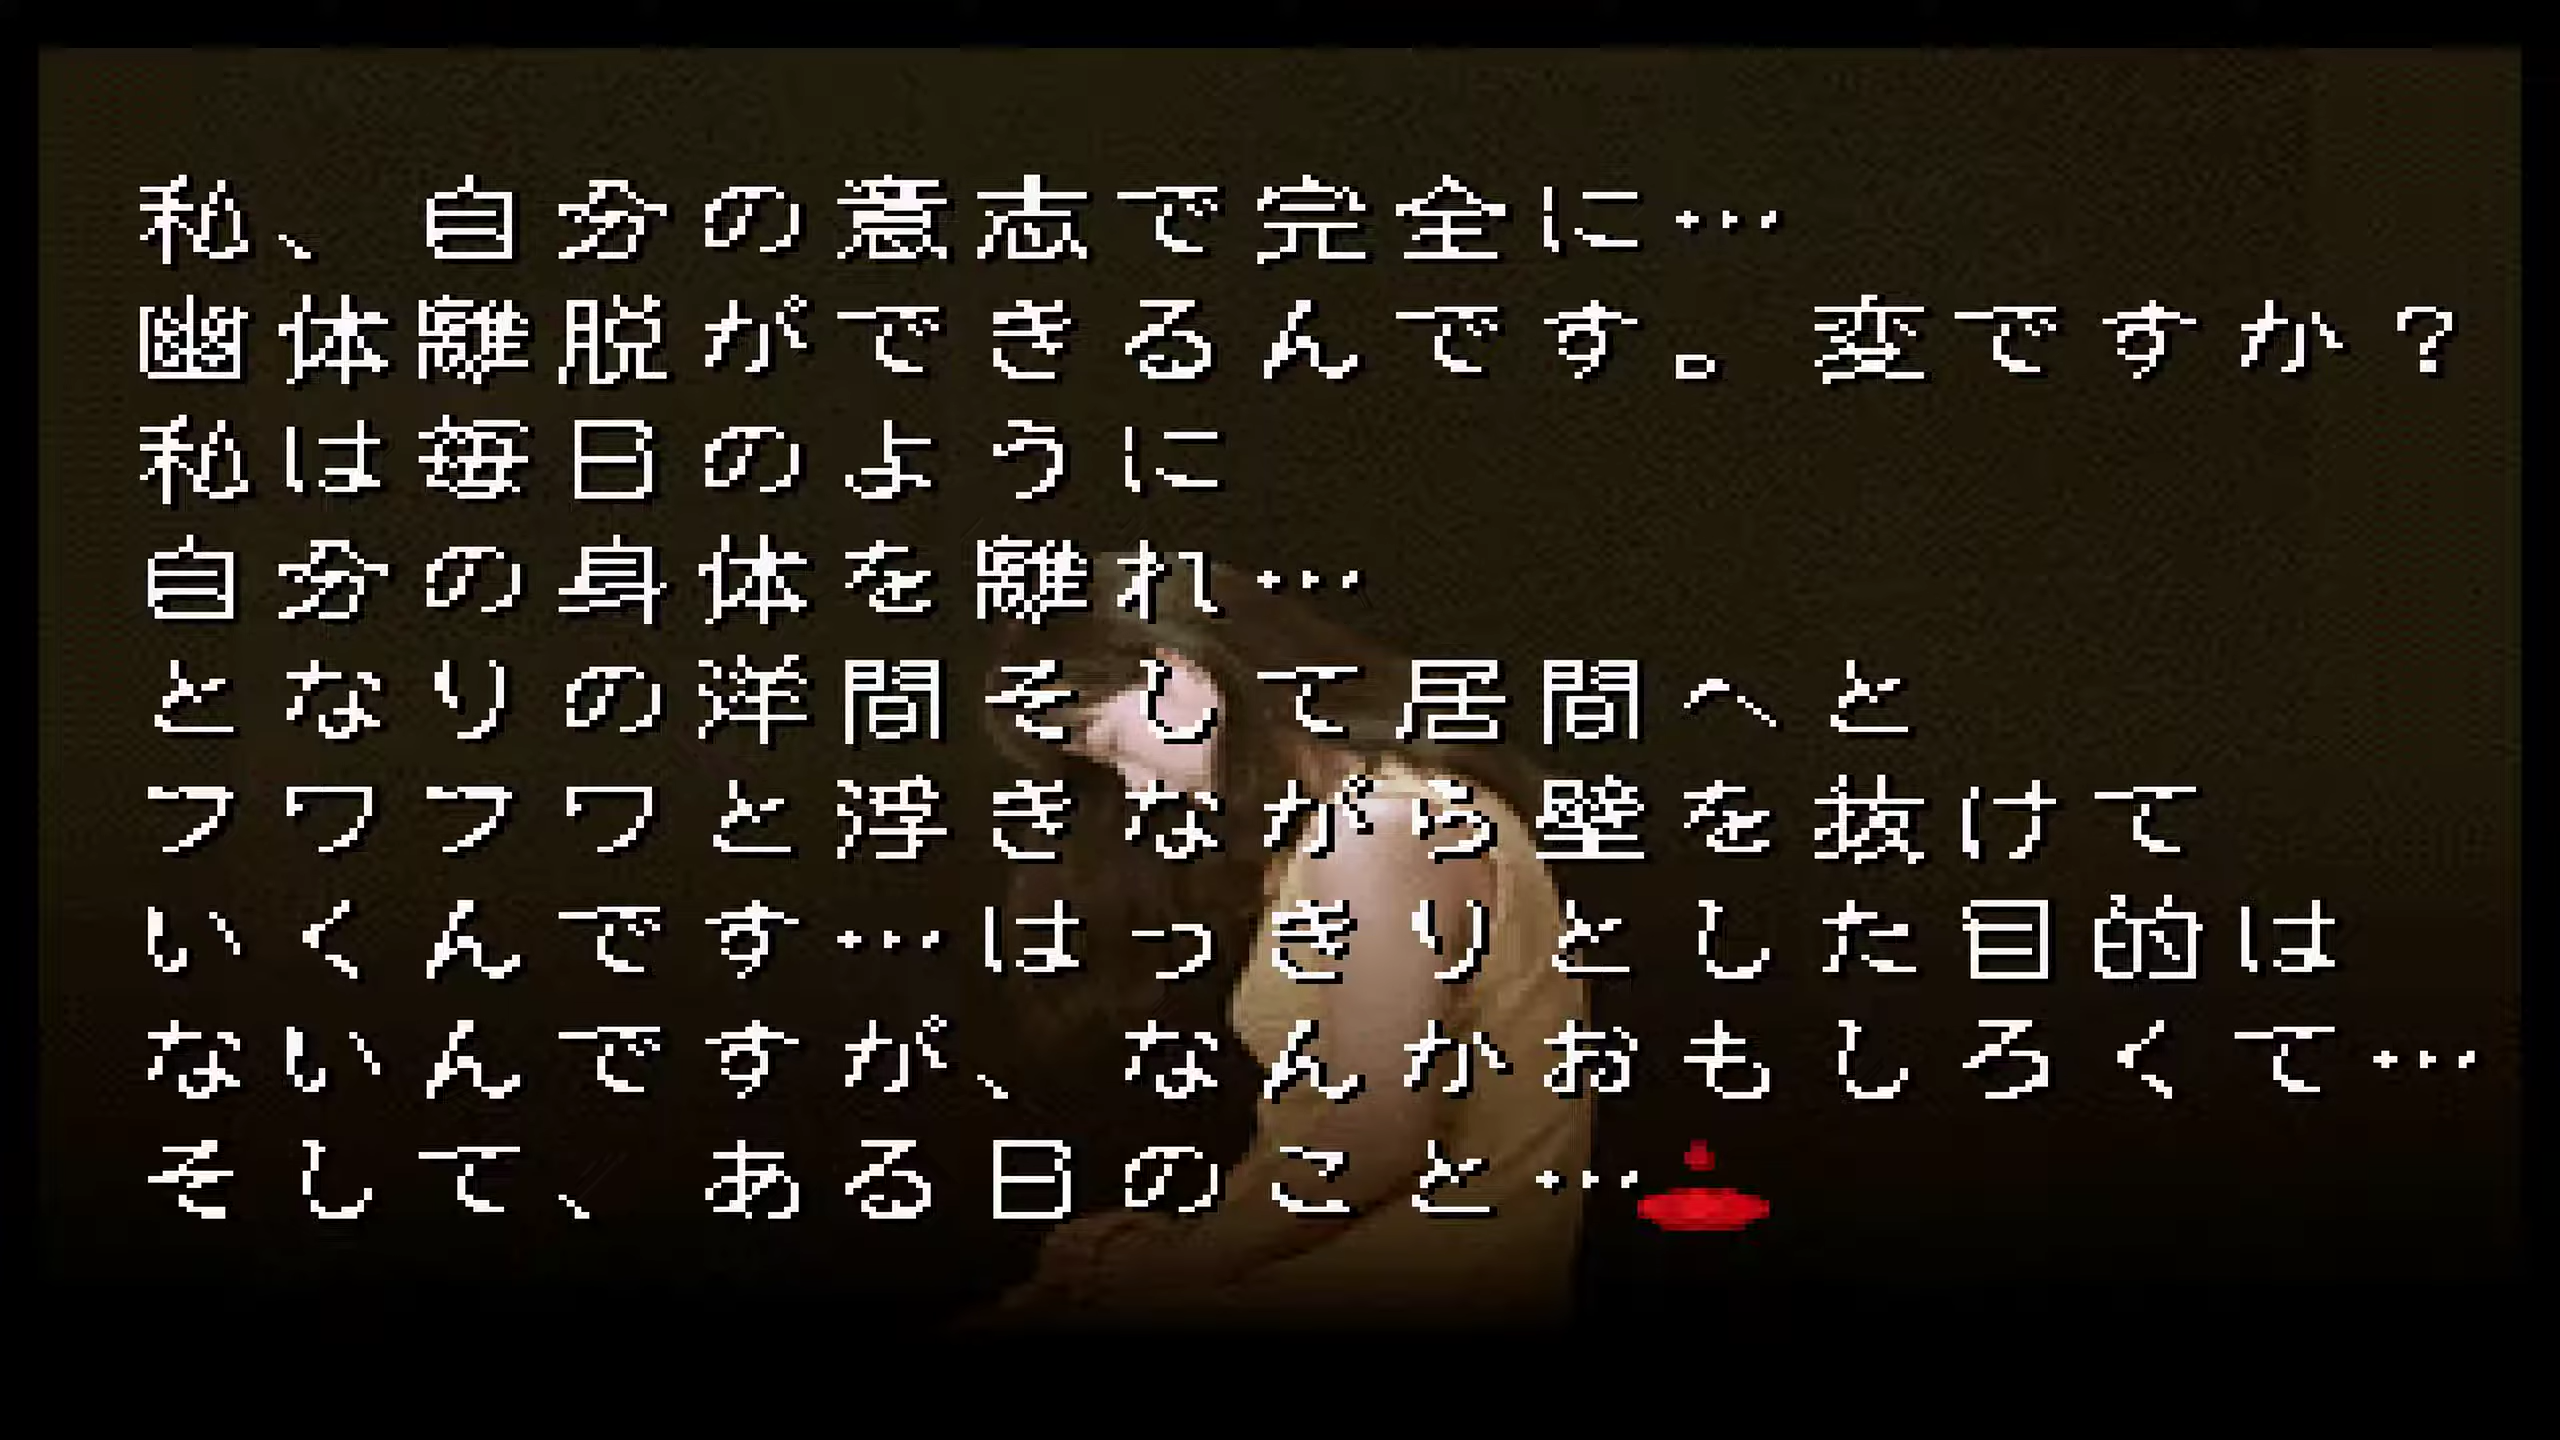 私、自分の意志で完全に…
幽体離脱ができるんです。変ですか?
私は毎日のように
自分の身体を離れ…
となりの洋間そして居間へと
フワフワと浮きながら壁を抜けて
いくんです…はっきりとした目的は
ないんですが、なんかおもしろくて…
そして、ある日のこと…